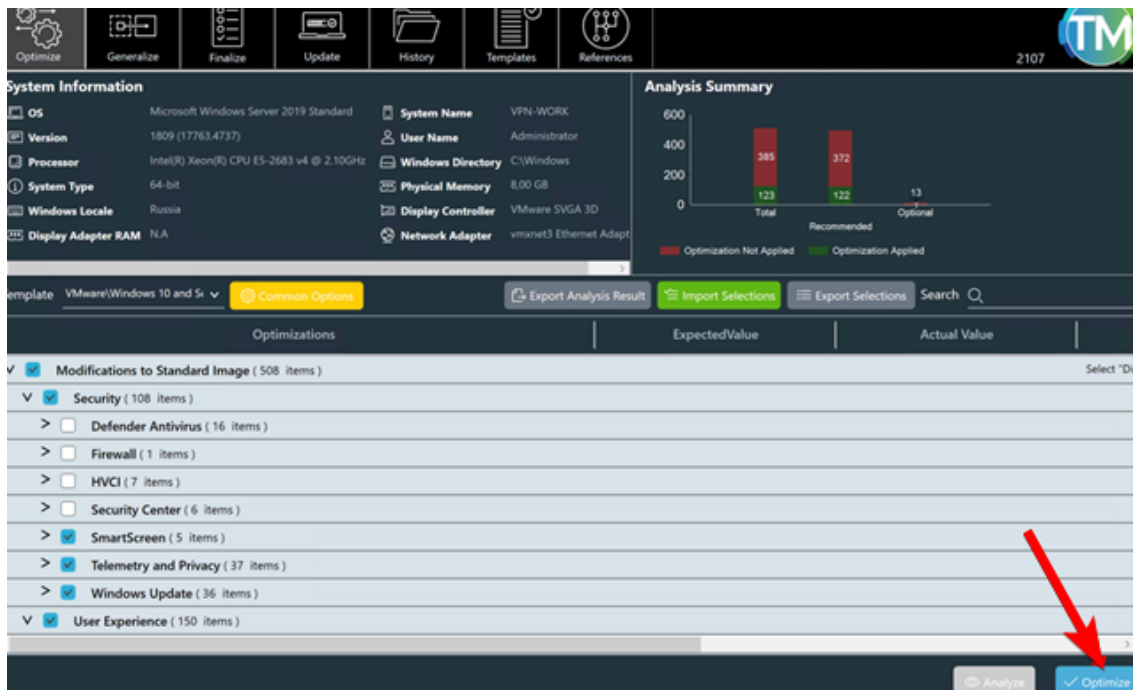 Optimize Generalize Finalize Update History Templates References
2107
TM
System Information
OS Microsoft Windows Server 2019 Standard System Name VPN-WORK
Version 1809 (17763.4737) User Name Administrator
Processor Intel(R) Xeon(R) CPU E5-2683 v4 @ 2.10GHz Windows Directory C:\Windows
System Type 64-bit Physical Memory 8,00 GB
Windows Locale Russia Display Controller VMware SVGA 3D
Display Adapter RAM N.A Network Adapter vmxnet3 Ethernet Adapt
Analysis Summary
600
400
200
0
385 372
123 122 13
Total Recommended Optional
Optimization Not Applied Optimization Applied
emplate VMware\Windows 10 and Se Common Options Export Analysis Result Import Selections Export Selections Search
Optimizations ExpectedValue Actual Value
Modifications to Standard Image ( 508 items ) Select "Di
Security ( 108 items )
Defender Antivirus ( 16 items )
Firewall ( 1 items )
HVCI ( 7 items )
Security Center ( 6 items )
SmartScreen ( 5 items )
Telemetry and Privacy ( 37 items )
Windows Update ( 36 items )
User Experience ( 150 items )
Analyze Optimize